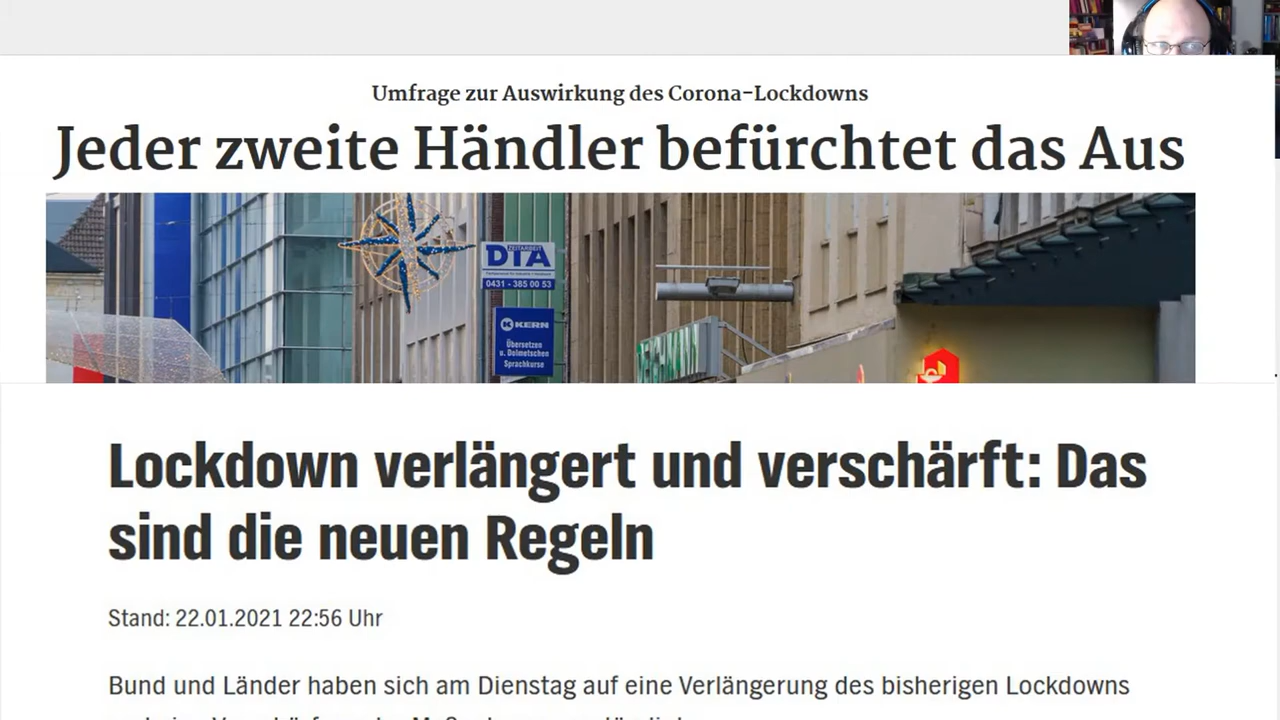 Umfrage zur Auswirkung des Corona-Lockdowns
Jeder zweite Händler befürchtet das Aus
ZEITARBEIT
DTA
0431 - 385 00 53
KERN
Übersetzen
u. Dolmetschen
Sprachkurse
Lockdown verlängert und verschärft: Das
sind die neuen Regeln
Stand: 22.01.2021 22:56 Uhr
Bund und Länder haben sich am Dienstag auf eine Verlängerung des bisherigen Lockdowns